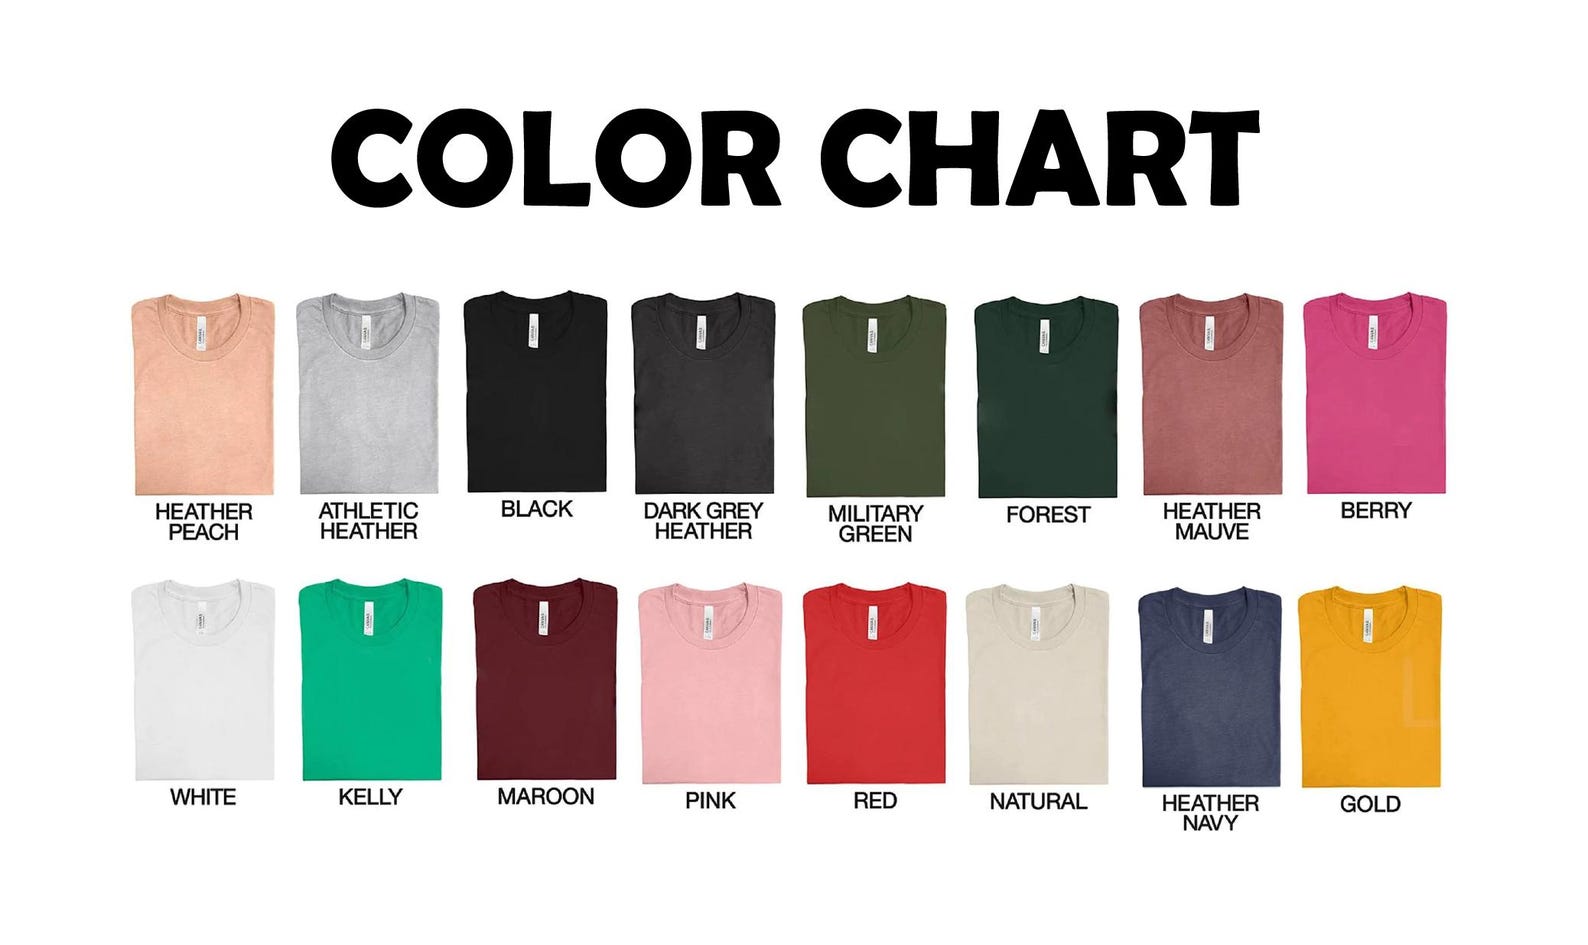 COLOR CHART
HEATHER
PEACH
ATHLETIC
HEATHER
BLACK
DARK GREY
HEATHER
MILITARY
GREEN
FOREST
HEATHER
MAUVE
BERRY
WHITE
KELLY
MAROON
PINK
RED
NATURAL
HEATHER
NAVY
GOLD